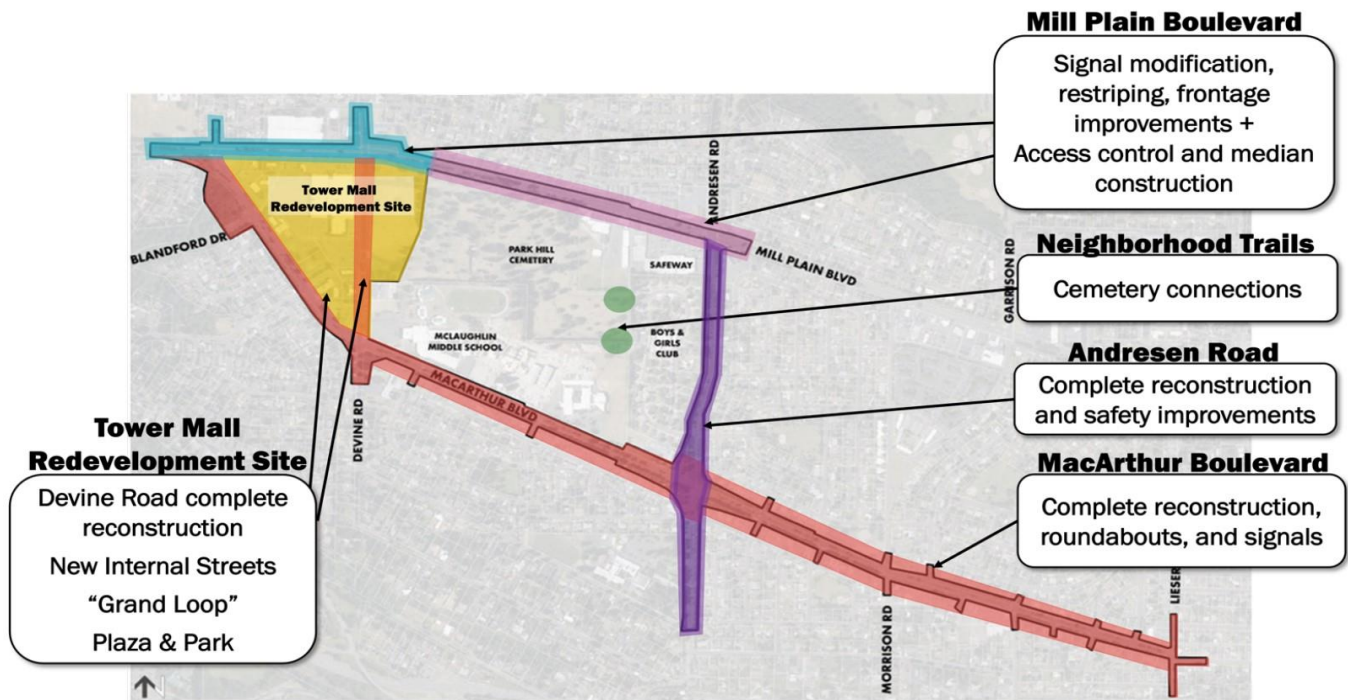 Mill Plain Boulevard
Signal modification,
restriping, frontage
improvements +
Access control and median
construction
Neighborhood Trails
Cemetery connections
Andresen Road
Complete reconstruction
and safety improvements
MacArthur Boulevard
Complete reconstruction,
roundabouts, and signals
Tower Mall
Redevelopment Site
Devine Road complete
reconstruction
New Internal Streets
“Grand Loop”
Plaza & Park
Tower Mall
Redevelopment Site
BLANDFORD DR
DEVINE RD
MACARTHUR BLVD
MCLAUGHLIN
MIDDLE SCHOOL
PARK HILL
CEMETERY
SAFEWAY
BOYS &
GIRLS
CLUB
ANDRESEN RD
MILL PLAIN BLVD
GARRISON RD
MORRISON RD
LIESER
N